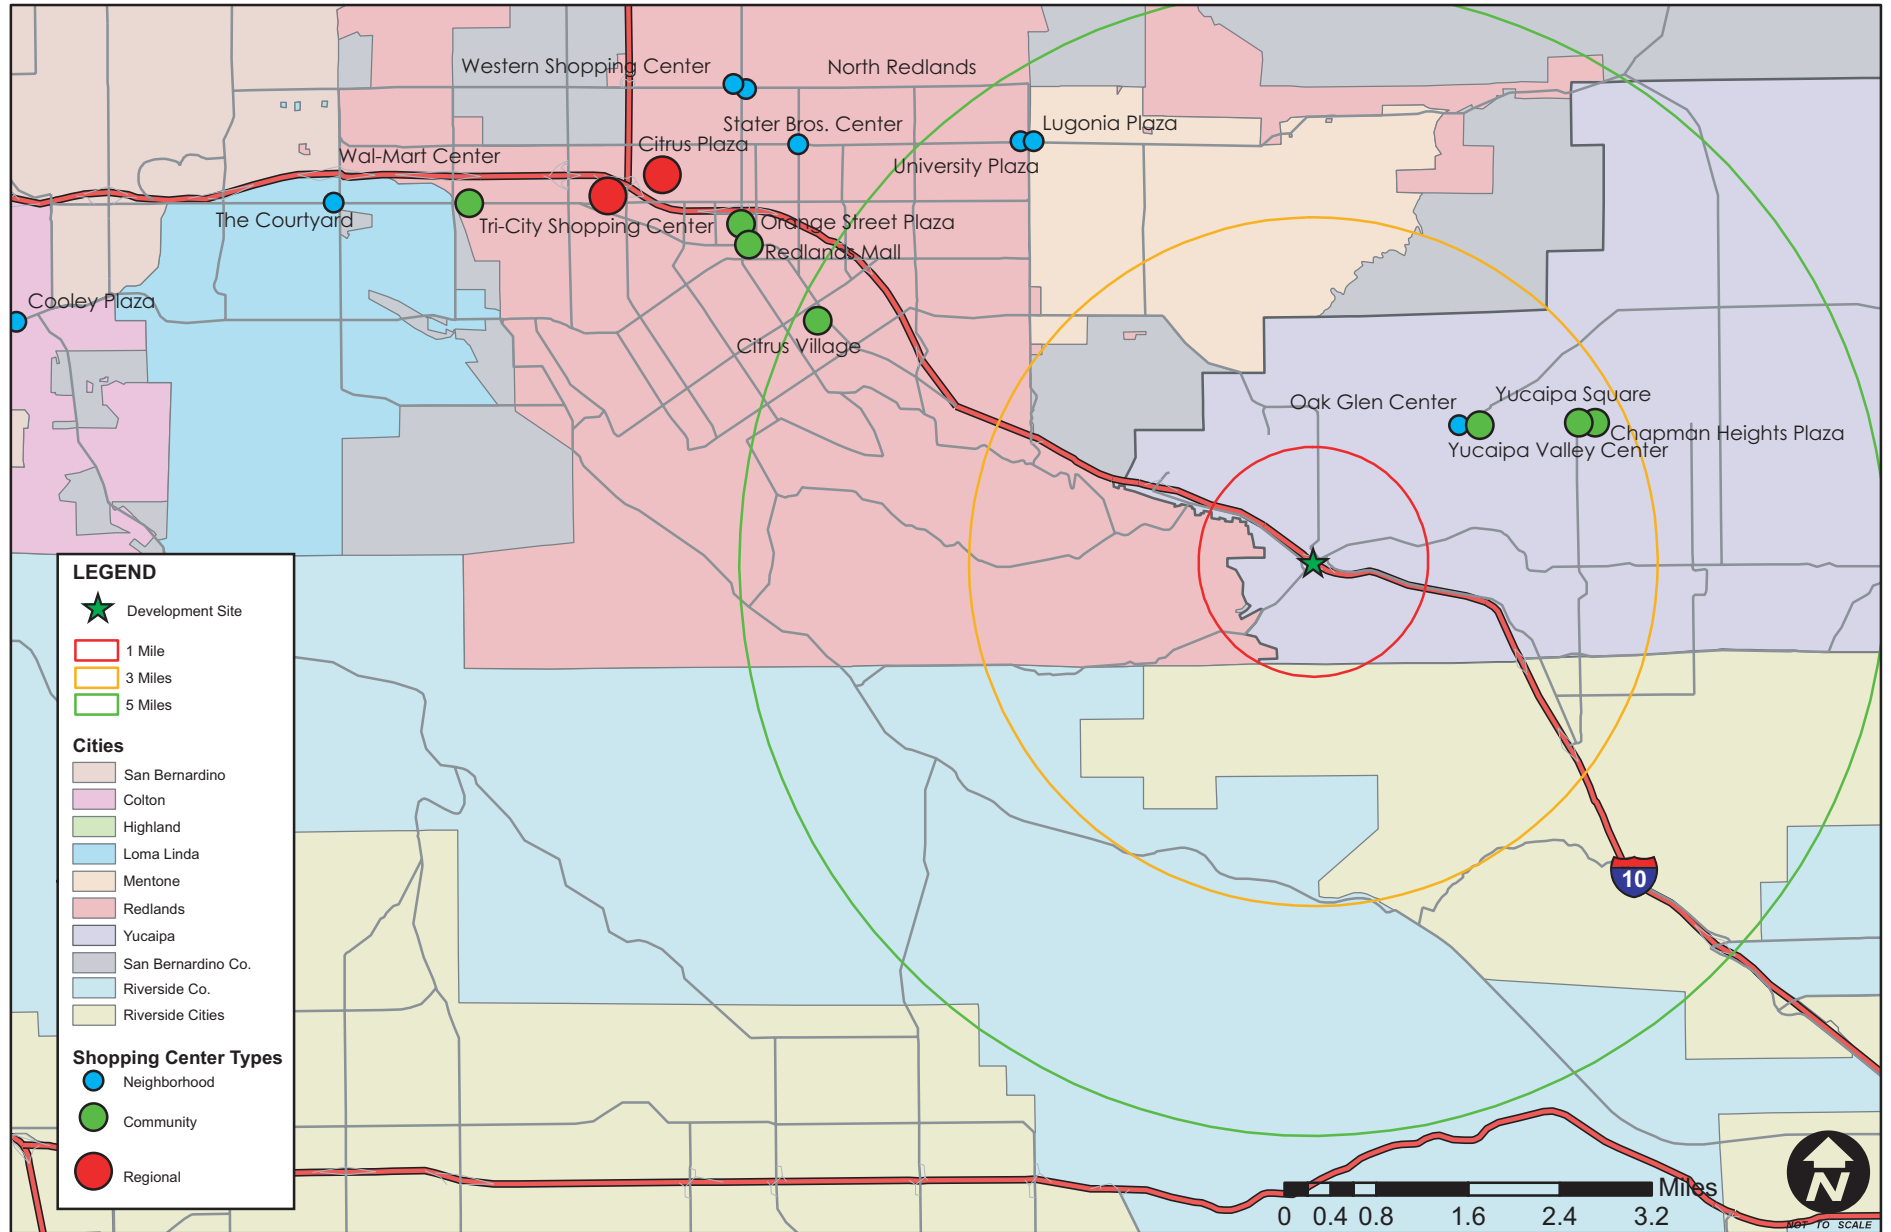 Western Shopping Center
North Redlands
Stater Bros. Center
Citrus Plaza
Lugonia Plaza
Wal-Mart Center
University Plaza
The Courtyard
Tri-City Shopping Center
Orange Street Plaza
Redlands Mall
Cooley Plaza
Citrus Village
Oak Glen Center
Yucaipa Square
Chapman Heights Plaza
Yucaipa Valley Center
LEGEND
Development Site
1 Mile
3 Miles
5 Miles
Cities
San Bernardino
Colton
Highland
Loma Linda
Mentone
Redlands
Yucaipa
San Bernardino Co.
Riverside Co.
Riverside Cities
Shopping Center Types
Neighborhood
Community
Regional
10
Miles
0 0.4 0.8 1.6 2.4 3.2
N
NOT TO SCALE